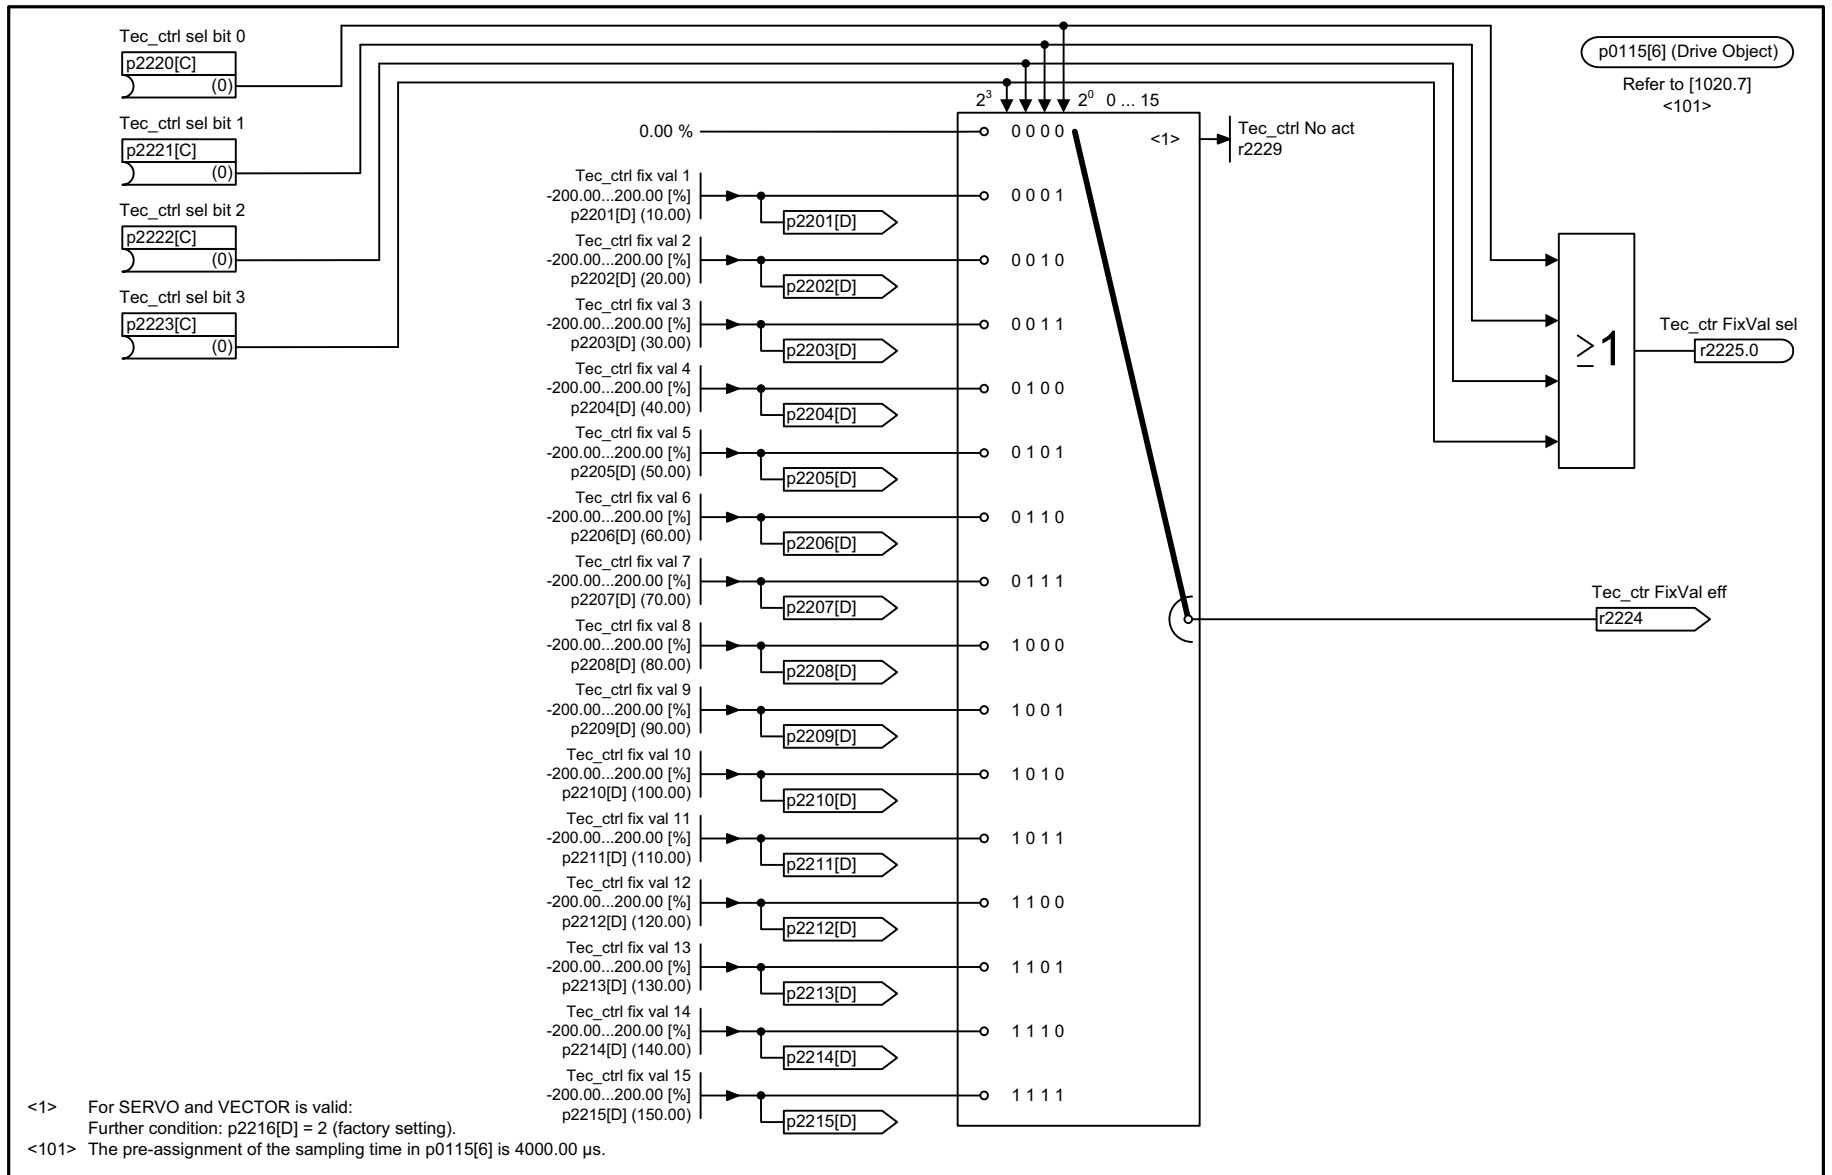 Tec_ctrl sel bit 0
p2220[C]
(0)
Tec_ctrl sel bit 1
p2221[C]
(0)
Tec_ctrl sel bit 2
p2222[C]
(0)
Tec_ctrl sel bit 3
p2223[C]
(0)
p0115[6] (Drive Object)
Refer to [1020.7]
<101>
2³ 2⁰ 0 ... 15
0.00 % 0 0 0 0 <1>
Tec_ctrl No act
r2229
Tec_ctrl fix val 1
-200.00...200.00 [%] 0 0 0 1
p2201[D] (10.00) p2201[D]
Tec_ctrl fix val 2
-200.00...200.00 [%] 0 0 1 0
p2202[D] (20.00) p2202[D]
Tec_ctrl fix val 3
-200.00...200.00 [%] 0 0 1 1
p2203[D] (30.00) p2203[D]
Tec_ctrl fix val 4
-200.00...200.00 [%] 0 1 0 0
p2204[D] (40.00) p2204[D]
Tec_ctrl fix val 5
-200.00...200.00 [%] 0 1 0 1
p2205[D] (50.00) p2205[D]
Tec_ctrl fix val 6
-200.00...200.00 [%] 0 1 1 0
p2206[D] (60.00) p2206[D]
Tec_ctrl fix val 7
-200.00...200.00 [%] 0 1 1 1
p2207[D] (70.00) p2207[D]
Tec_ctrl fix val 8
-200.00...200.00 [%] 1 0 0 0
p2208[D] (80.00) p2208[D]
Tec_ctrl fix val 9
-200.00...200.00 [%] 1 0 0 1
p2209[D] (90.00) p2209[D]
Tec_ctrl fix val 10
-200.00...200.00 [%] 1 0 1 0
p2210[D] (100.00) p2210[D]
Tec_ctrl fix val 11
-200.00...200.00 [%] 1 0 1 1
p2211[D] (110.00) p2211[D]
Tec_ctrl fix val 12
-200.00...200.00 [%] 1 1 0 0
p2212[D] (120.00) p2212[D]
Tec_ctrl fix val 13
-200.00...200.00 [%] 1 1 0 1
p2213[D] (130.00) p2213[D]
Tec_ctrl fix val 14
-200.00...200.00 [%] 1 1 1 0
p2214[D] (140.00) p2214[D]
Tec_ctrl fix val 15
-200.00...200.00 [%] 1 1 1 1
p2215[D] (150.00) p2215[D]
≥1
Tec_ctr FixVal sel
r2225.0
Tec_ctr FixVal eff
r2224
<1> For SERVO and VECTOR is valid:
Further condition: p2216[D] = 2 (factory setting).
<101> The pre-assignment of the sampling time in p0115[6] is 4000.00 µs.